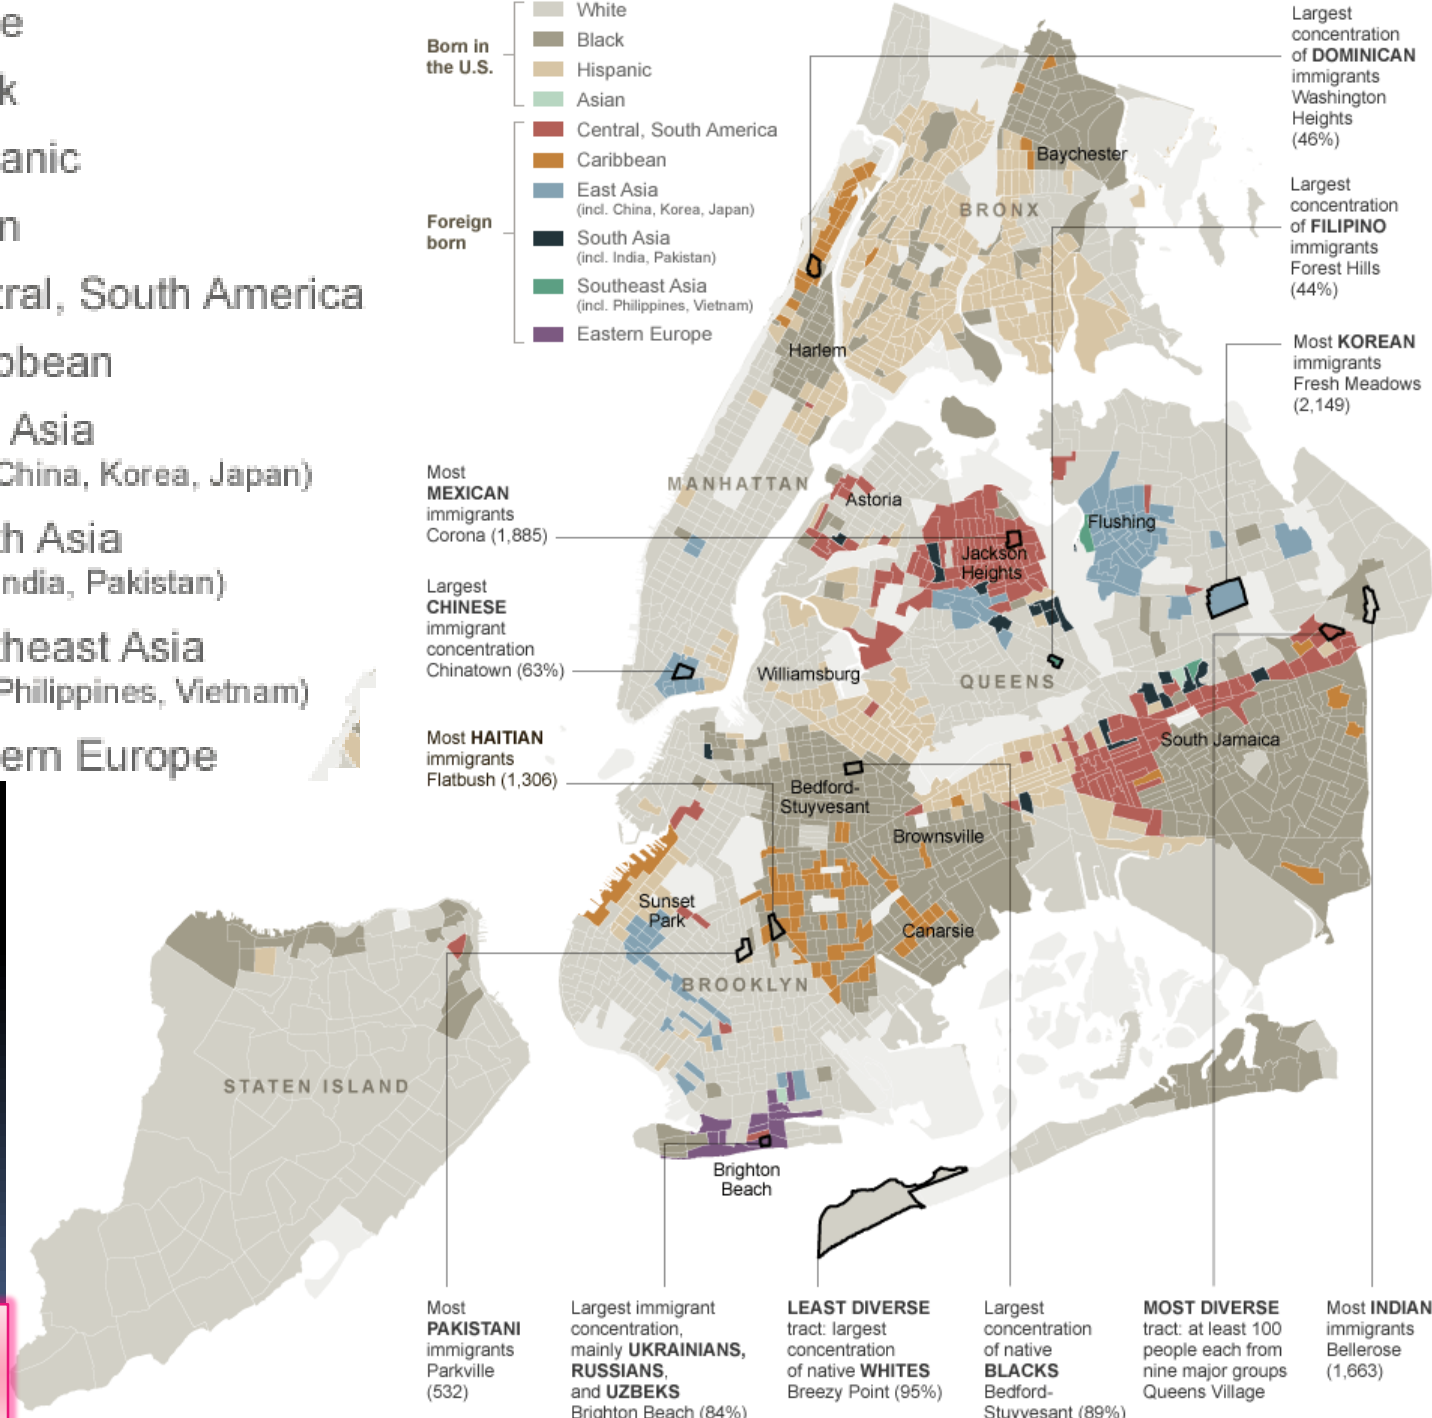 e
k
anic
n
tral, South America
bbean
Asia
China, Korea, Japan)
th Asia
ndia, Pakistan)
theast Asia
Philippines, Vietnam)
ern Europe
Born in
the U.S.
White
Black
Hispanic
Asian
Foreign
born
Central, South America
Caribbean
East Asia
(incl. China, Korea, Japan)
South Asia
(incl. India, Pakistan)
Southeast Asia
(incl. Philippines, Vietnam)
Eastern Europe
Largest
concentration
of DOMINICAN
immigrants
Washington
Heights
(46%)
Largest
concentration
of FILIPINO
immigrants
Forest Hills
(44%)
Most KOREAN
immigrants
Fresh Meadows
(2,149)
Baychester
BRONX
Harlem
MANHATTAN
Astoria
Flushing
Jackson
Heights
Most
MEXICAN
immigrants
Corona (1,885)
Largest
CHINESE
immigrant
concentration
Chinatown (63%)
Most HAITIAN
immigrants
Flatbush (1,306)
Williamsburg
QUEENS
South Jamaica
Bedford-
Stuyvesant
Brownsville
Sunset
Park
Canarsie
BROOKLYN
STATEN ISLAND
Brighton
Beach
Most
PAKISTANI
immigrants
Parkville
(532)
Largest immigrant
concentration,
mainly UKRAINIANS,
RUSSIANS,
and UZBEKS
Brighton Beach (84%)
LEAST DIVERSE
tract: largest
concentration
of native WHITES
Breezy Point (95%)
Largest
concentration
of native
BLACKS
Bedford-
Stuyvesant (89%)
MOST DIVERSE
tract: at least 100
people each from
nine major groups
Queens Village
Most INDIAN
immigrants
Bellerose
(1,663)